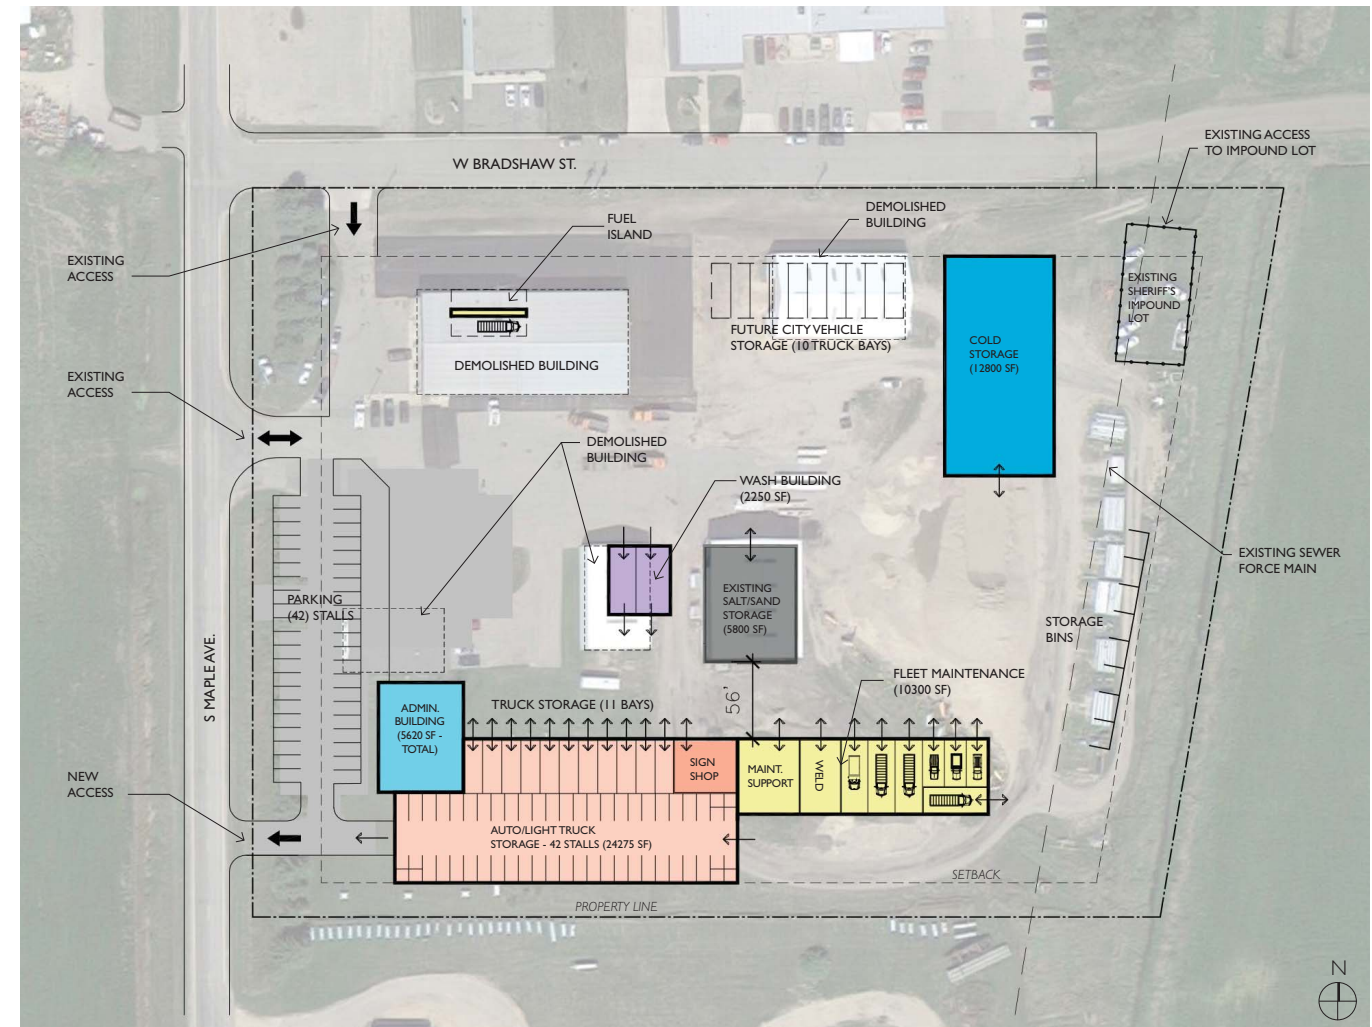 EXISTING ACCESS
TO IMPOUND LOT
W BRADSHAW ST.
DEMOLISHED
BUILDING
FUEL
ISLAND
EXISTING
ACCESS
EXISTING
SHERIFF'S
IMPOUND
LOT
FUTURE CITY VEHICLE
STORAGE (10 TRUCK BAYS)
COLD
STORAGE
(12800 SF)
DEMOLISHED BUILDING
EXISTING
ACCESS
DEMOLISHED
BUILDING
WASH BUILDING
(2250 SF)
EXISTING SEWER
FORCE MAIN
PARKING
(42) STALLS
EXISTING
SALT/SAND
STORAGE
(5800 SF)
STORAGE
BINS
S MAPLE AVE.
FLEET MAINTENANCE
(10300 SF)
56'
TRUCK STORAGE (11 BAYS)
ADMIN.
BUILDING
(5620 SF -
TOTAL)
SIGN
SHOP
MAINT.
SUPPORT
WELD
NEW
ACCESS
AUTO/LIGHT TRUCK
STORAGE - 42 STALLS (24275 SF)
SETBACK
PROPERTY LINE
N